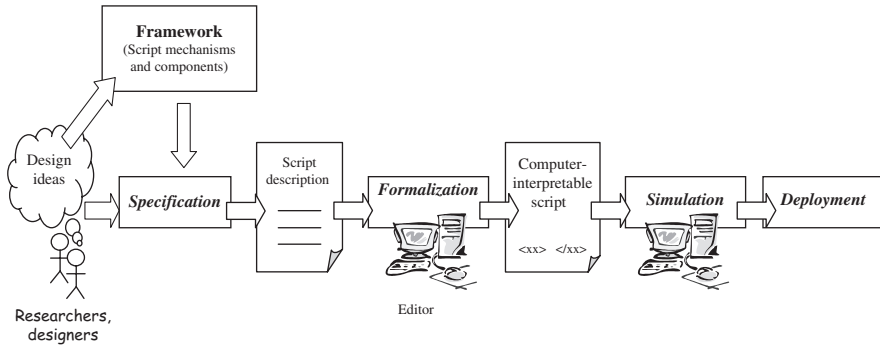 Framework
(Script mechanisms
and components)
Design
ideas
Specification
Script
description
Formalization
Computer-
interpretable
script
<xx> </xx>
Simulation
Deployment
Editor
Researchers,
designers